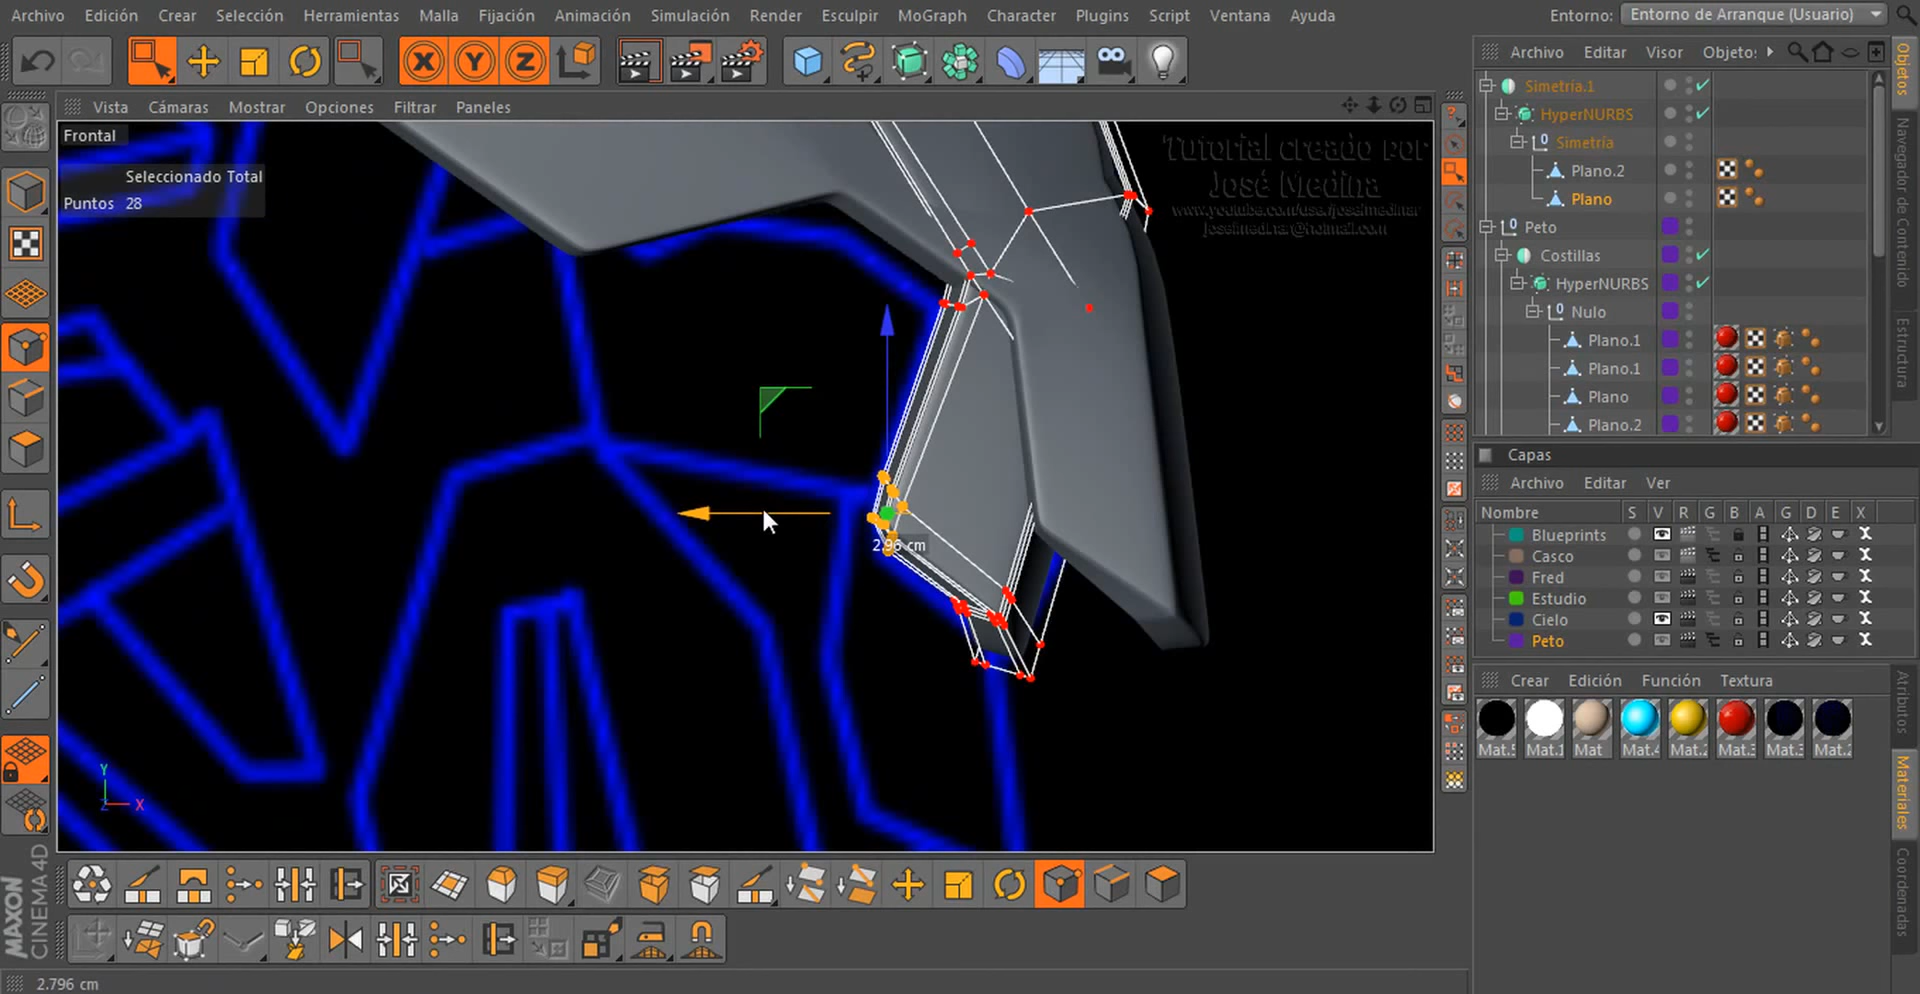 Archivo Edición Crear Selección Herramientas Malla Fijación Animación Simulación Render Esculpir MoGraph Character Plugins Script Ventana Ayuda Entorno: Entorno de Arranque (Usuario)
X Y Z
Vista Cámaras Mostrar Opciones Filtrar Paneles
Frontal
Seleccionado Total
Puntos 28
Tutorial creado por
José Medina
2.96 cm
Y
Z X
2.796 cm
MAXON
CINEMA 4D
Archivo Editar Visor Objeto:
Simetría.1
HyperNURBS
Simetría
Plano.2
Plano
Peto
Costillas
HyperNURBS
Nulo
Plano.1
Plano.1
Plano
Plano.2
Capas
Archivo Editar Ver
Nombre S V R G B A G D E X
Blueprints
Casco
Fred
Estudio
Cielo
Peto
Crear Edición Función Textura
Mat.5 Mat.1 Mat Mat.4 Mat.2 Mat.3 Mat.3 Mat.2
Objetos
Navegador de Contenido
Estructura
Atributos
Materiales
Coordenadas